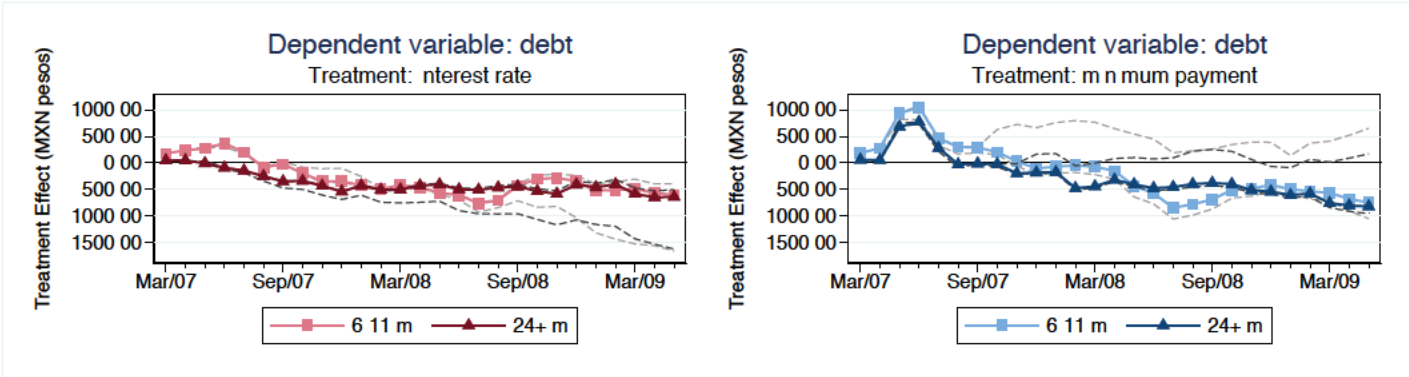 Dependent variable: debt
Treatment: nterest rate
Treatment Effect (MXN pesos)
1000 00
500 00
0 00
500 00
1000 00
1500 00
Mar/07 Sep/07 Mar/08 Sep/08 Mar/09
6 11 m 24+ m
Dependent variable: debt
Treatment: m n mum payment
Treatment Effect (MXN pesos)
1000 00
500 00
0 00
500 00
1000 00
1500 00
Mar/07 Sep/07 Mar/08 Sep/08 Mar/09
6 11 m 24+ m